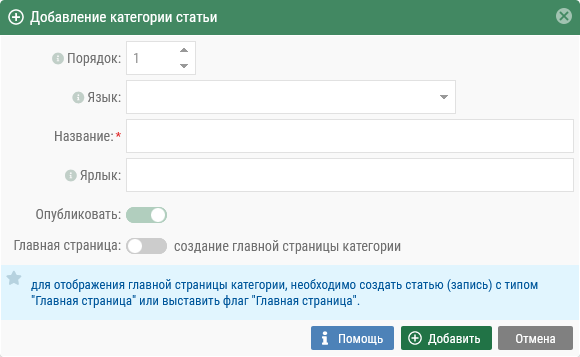 Добавление категории статьи
Порядок: 1
Язык:
Название:*
Ярлык:
Опубликовать:
Главная страница: создание главной страницы категории
для отображения главной страницы категории, необходимо создать статью (запись) с типом
"Главная страница" или выставить флаг "Главная страница".
Помощь Добавить Отмена